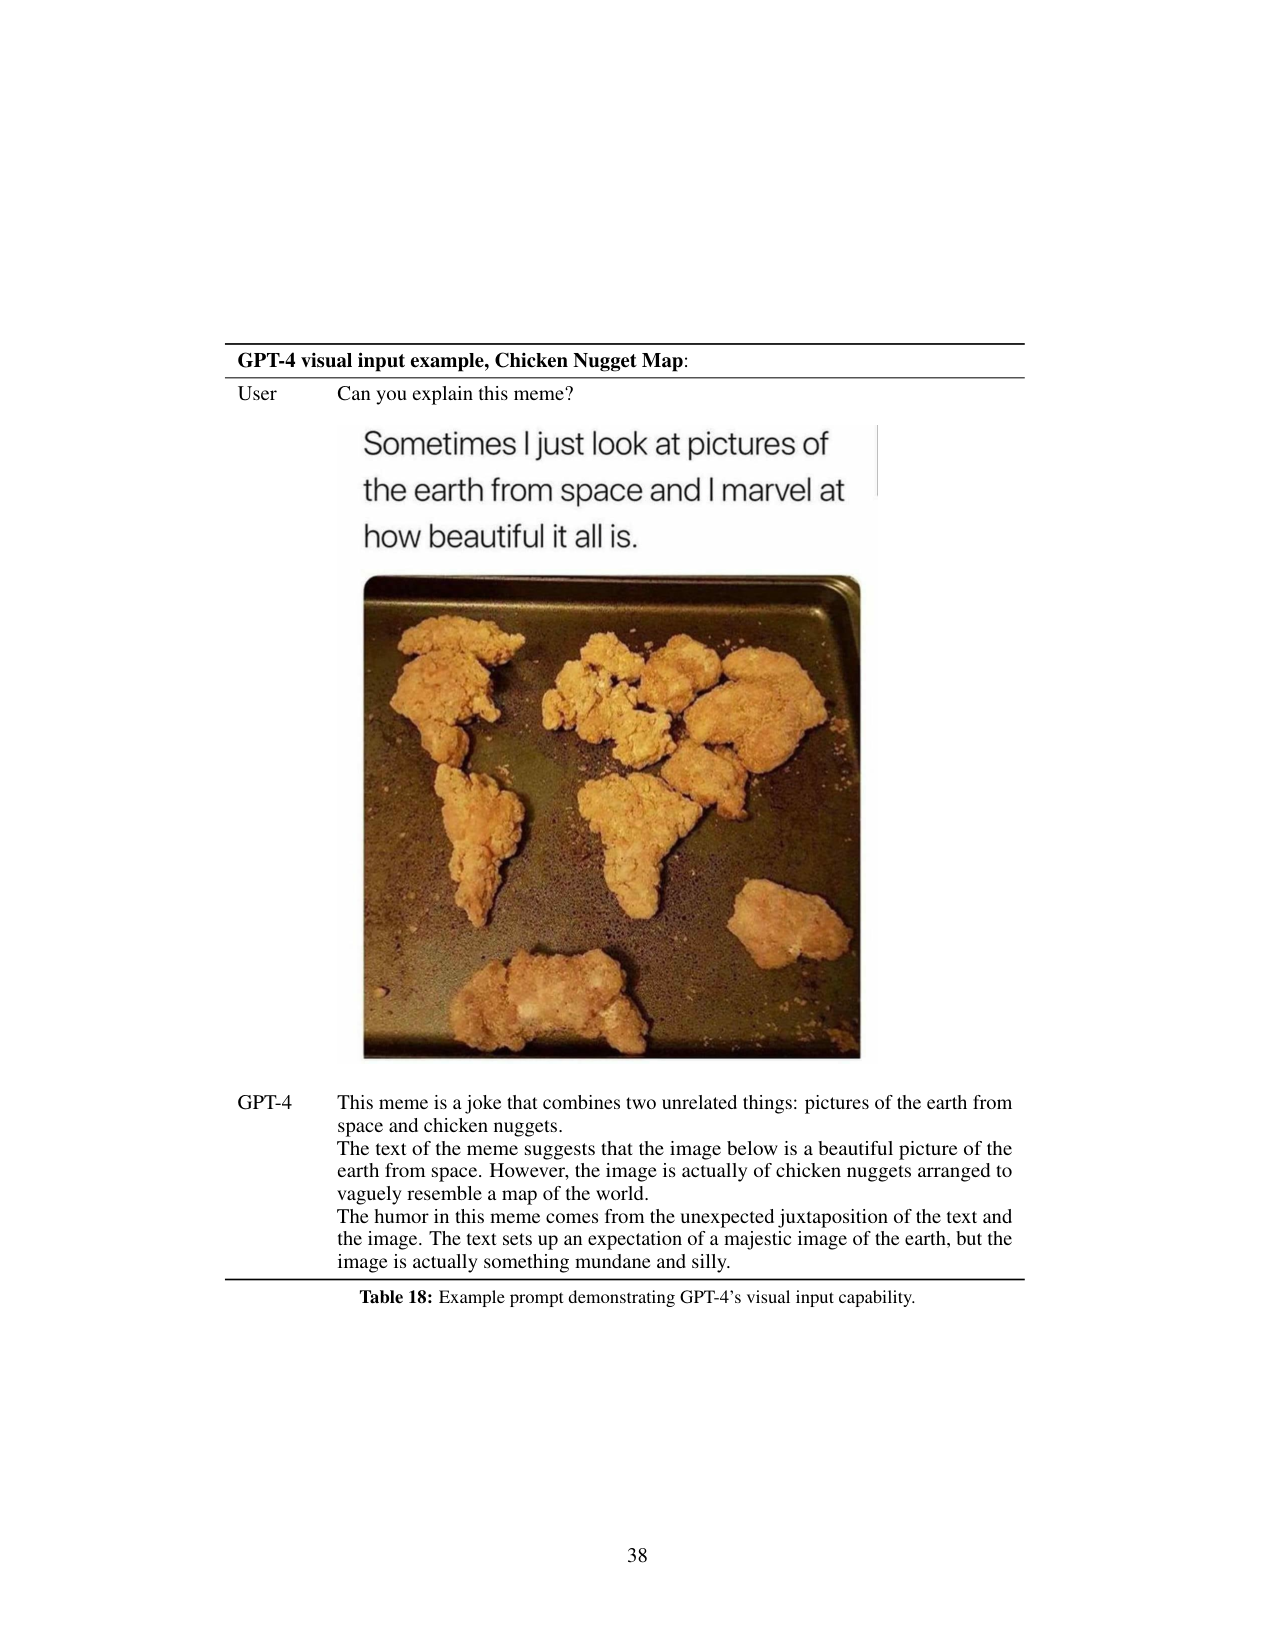 GPT-4 visual input example, Chicken Nugget Map:
User Can you explain this meme?
Sometimes I just look at pictures of
the earth from space and I marvel at
how beautiful it all is.
GPT-4 This meme is a joke that combines two unrelated things: pictures of the earth from
space and chicken nuggets.
The text of the meme suggests that the image below is a beautiful picture of the
earth from space. However, the image is actually of chicken nuggets arranged to
vaguely resemble a map of the world.
The humor in this meme comes from the unexpected juxtaposition of the text and
the image. The text sets up an expectation of a majestic image of the earth, but the
image is actually something mundane and silly.
Table 18: Example prompt demonstrating GPT-4’s visual input capability.
38